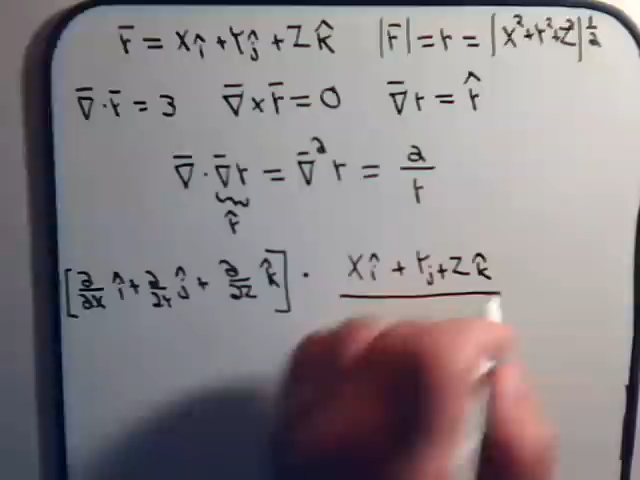 r̄ = xî + yĵ + zk̂ |r̄| = r = |x² + y² + z²|^½
∇̄·r̄ = 3 ∇̄×r̄ = 0 ∇̄r = r̂
∇̄·∇̄r = ∇̄²r = 2/r
r̂
[∂/∂x î + ∂/∂y ĵ + ∂/∂z k̂] · xî + yĵ + zk̂